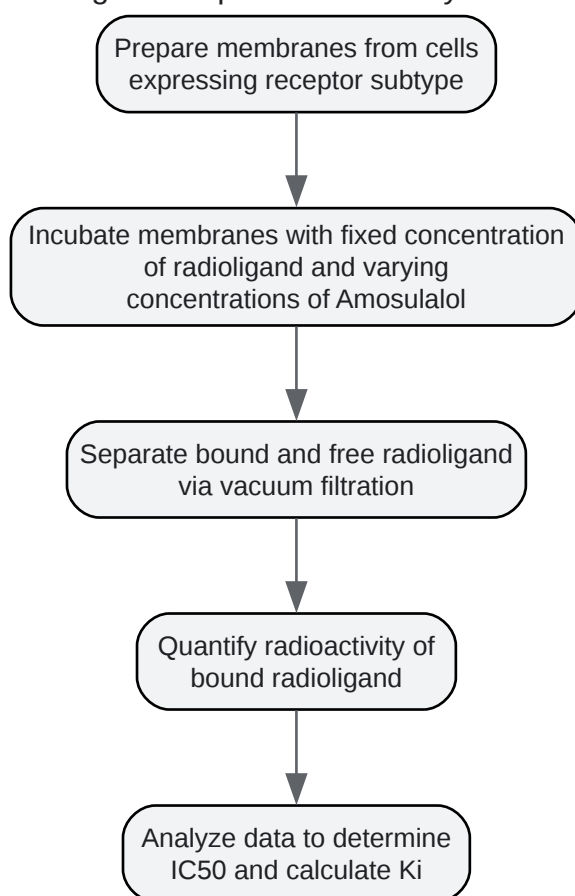 Prepare membranes from cells
expressing receptor subtype
Incubate membranes with fixed concentration
of radioligand and varying
concentrations of Amosulalol
Separate bound and free radioligand
via vacuum filtration
Quantify radioactivity of
bound radioligand
Analyze data to determine
IC50 and calculate Ki